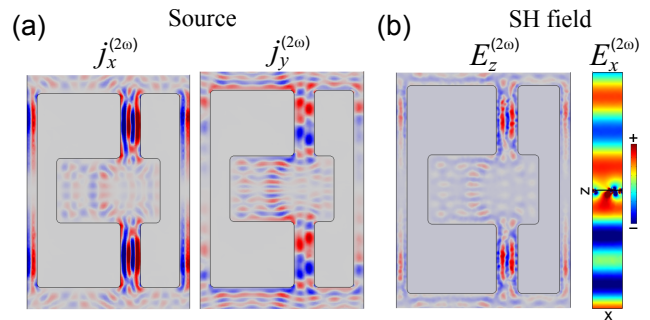 Source
SH field
(a)
(b)
j_x^{(2ω)}
j_y^{(2ω)}
E_z^{(2ω)}
E_x^{(2ω)}
+
−
z
x